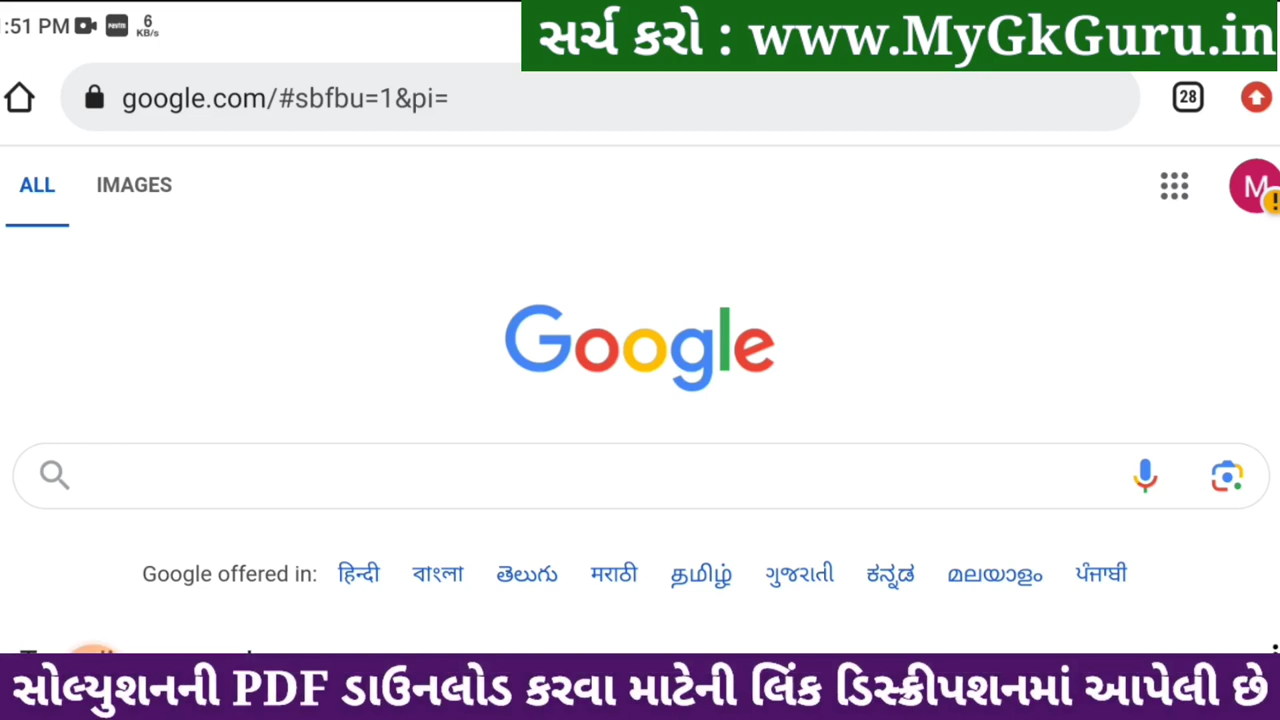 :51 PM
paytm
6
KB/s
સર્ચ કરો : www.MyGkGuru.in
google.com/#sbfbu=1&pi=
28
ALL IMAGES
M
!
Google
Google offered in: हिन्दी বাংলা తెలుగు मराठी தமிழ் ગુજરાતી ಕನ್ನಡ മലയാളം ਪੰਜਾਬੀ
સોલ્યુશનની PDF ડાઉનલોડ કરવા માટેની લિંક ડિસ્ક્રીપશનમાં આપેલી છે